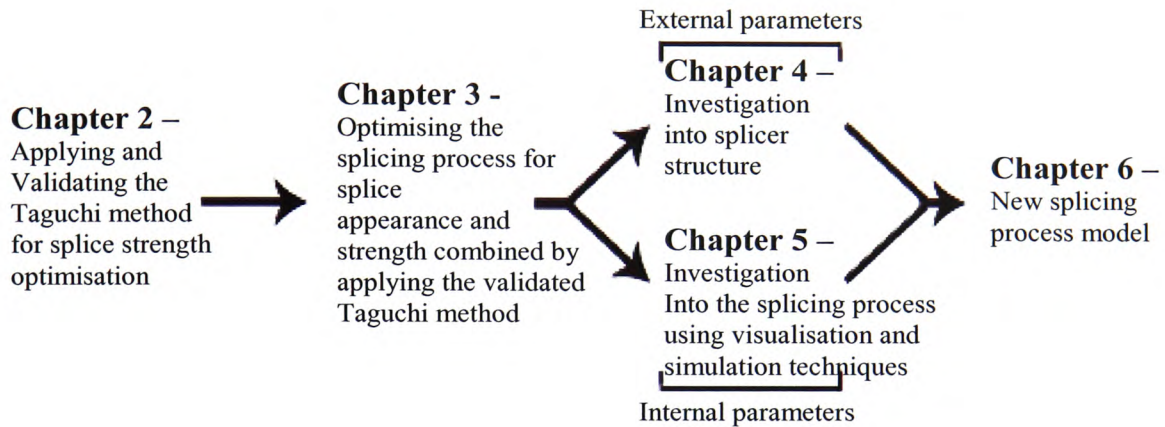 Chapter 2 –
Applying and
Validating the
Taguchi method
for splice strength
optimisation
Chapter 3 -
Optimising the
splicing process for
splice
appearance and
strength combined by
applying the validated
Taguchi method
External parameters
Chapter 4 –
Investigation
into splicer
structure
Chapter 5 –
Investigation
Into the splicing process
using visualisation and
simulation techniques
Internal parameters
Chapter 6 –
New splicing
process model